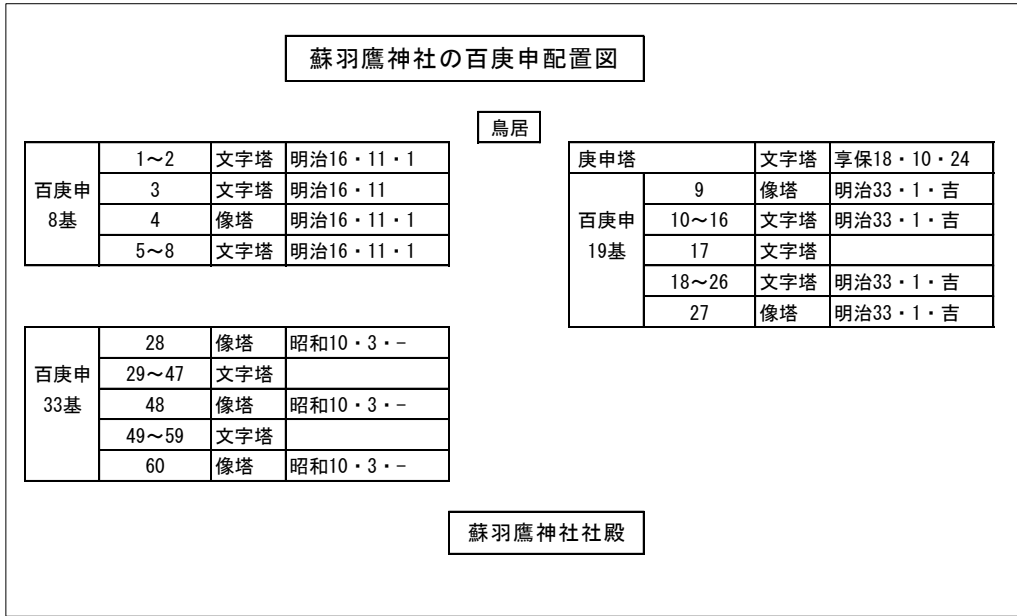 蘇羽鷹神社の百庚申配置図
鳥居
百庚申
8基
1～2 文字塔 明治16・11・1
3 文字塔 明治16・11
4 像塔 明治16・11・1
5～8 文字塔 明治16・11・1
庚申塔 文字塔 享保18・10・24
百庚申
19基
9 像塔 明治33・1・吉
10～16 文字塔 明治33・1・吉
17 文字塔
18～26 文字塔 明治33・1・吉
27 像塔 明治33・1・吉
百庚申
33基
28 像塔 昭和10・3・-
29～47 文字塔
48 像塔 昭和10・3・-
49～59 文字塔
60 像塔 昭和10・3・-
蘇羽鷹神社社殿